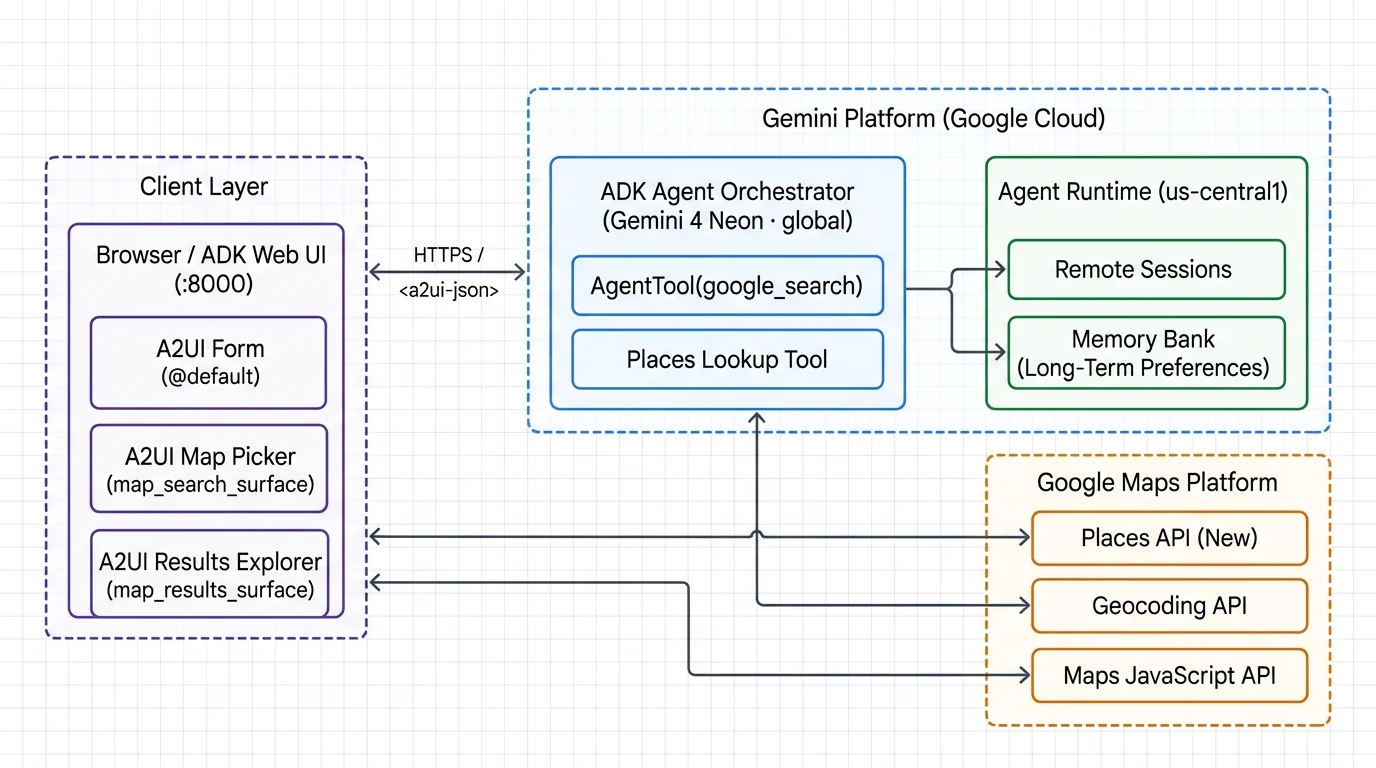 Gemini Platform (Google Cloud)
Client Layer
Browser / ADK Web UI
(:8000)
A2UI Form
(@default)
A2UI Map Picker
(map_search_surface)
A2UI Results Explorer
(map_results_surface)
HTTPS /
<a2ui-json>
ADK Agent Orchestrator
(Gemini 4 Neon · global)
AgentTool(google_search)
Places Lookup Tool
Agent Runtime (us-central1)
Remote Sessions
Memory Bank
(Long-Term Preferences)
Google Maps Platform
Places API (New)
Geocoding API
Maps JavaScript API